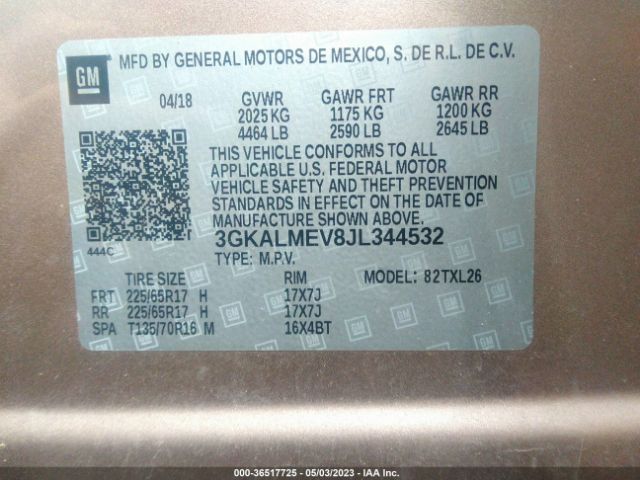 GM
MFD BY GENERAL MOTORS DE MEXICO, S. DE R.L. DE C.V.
04/18 GVWR GAWR FRT GAWR RR
2025 KG 1175 KG 1200 KG
4464 LB 2590 LB 2645 LB
THIS VEHICLE CONFORMS TO ALL
APPLICABLE U.S. FEDERAL MOTOR
VEHICLE SAFETY AND THEFT PREVENTION
STANDARDS IN EFFECT ON THE DATE OF
MANUFACTURE SHOWN ABOVE.
444C 3GKALMEV8JL344532
TYPE: M.P.V.
TIRE SIZE RIM MODEL: 82TXL26
FRT 225/65R17 H 17X7J
RR 225/65R17 H 17X7J
SPA T135/70R16 M 16X4BT
000-36517725 - 05/03/2023 - IAA Inc.